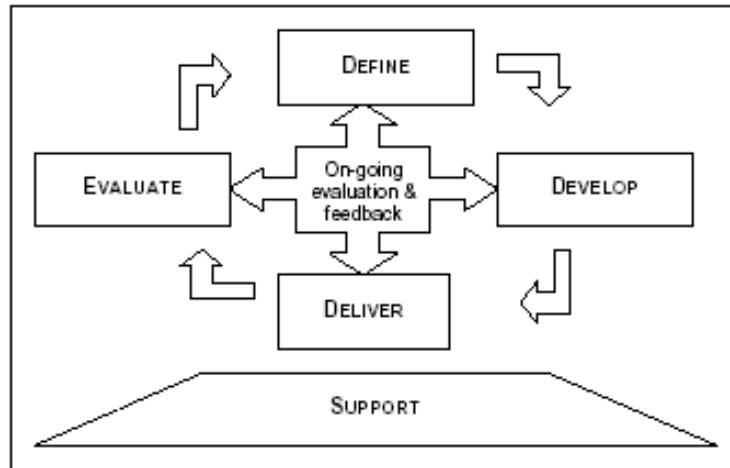 DEFINE
EVALUATE
On-going
evaluation &
feedback
DEVELOP
DELIVER
SUPPORT